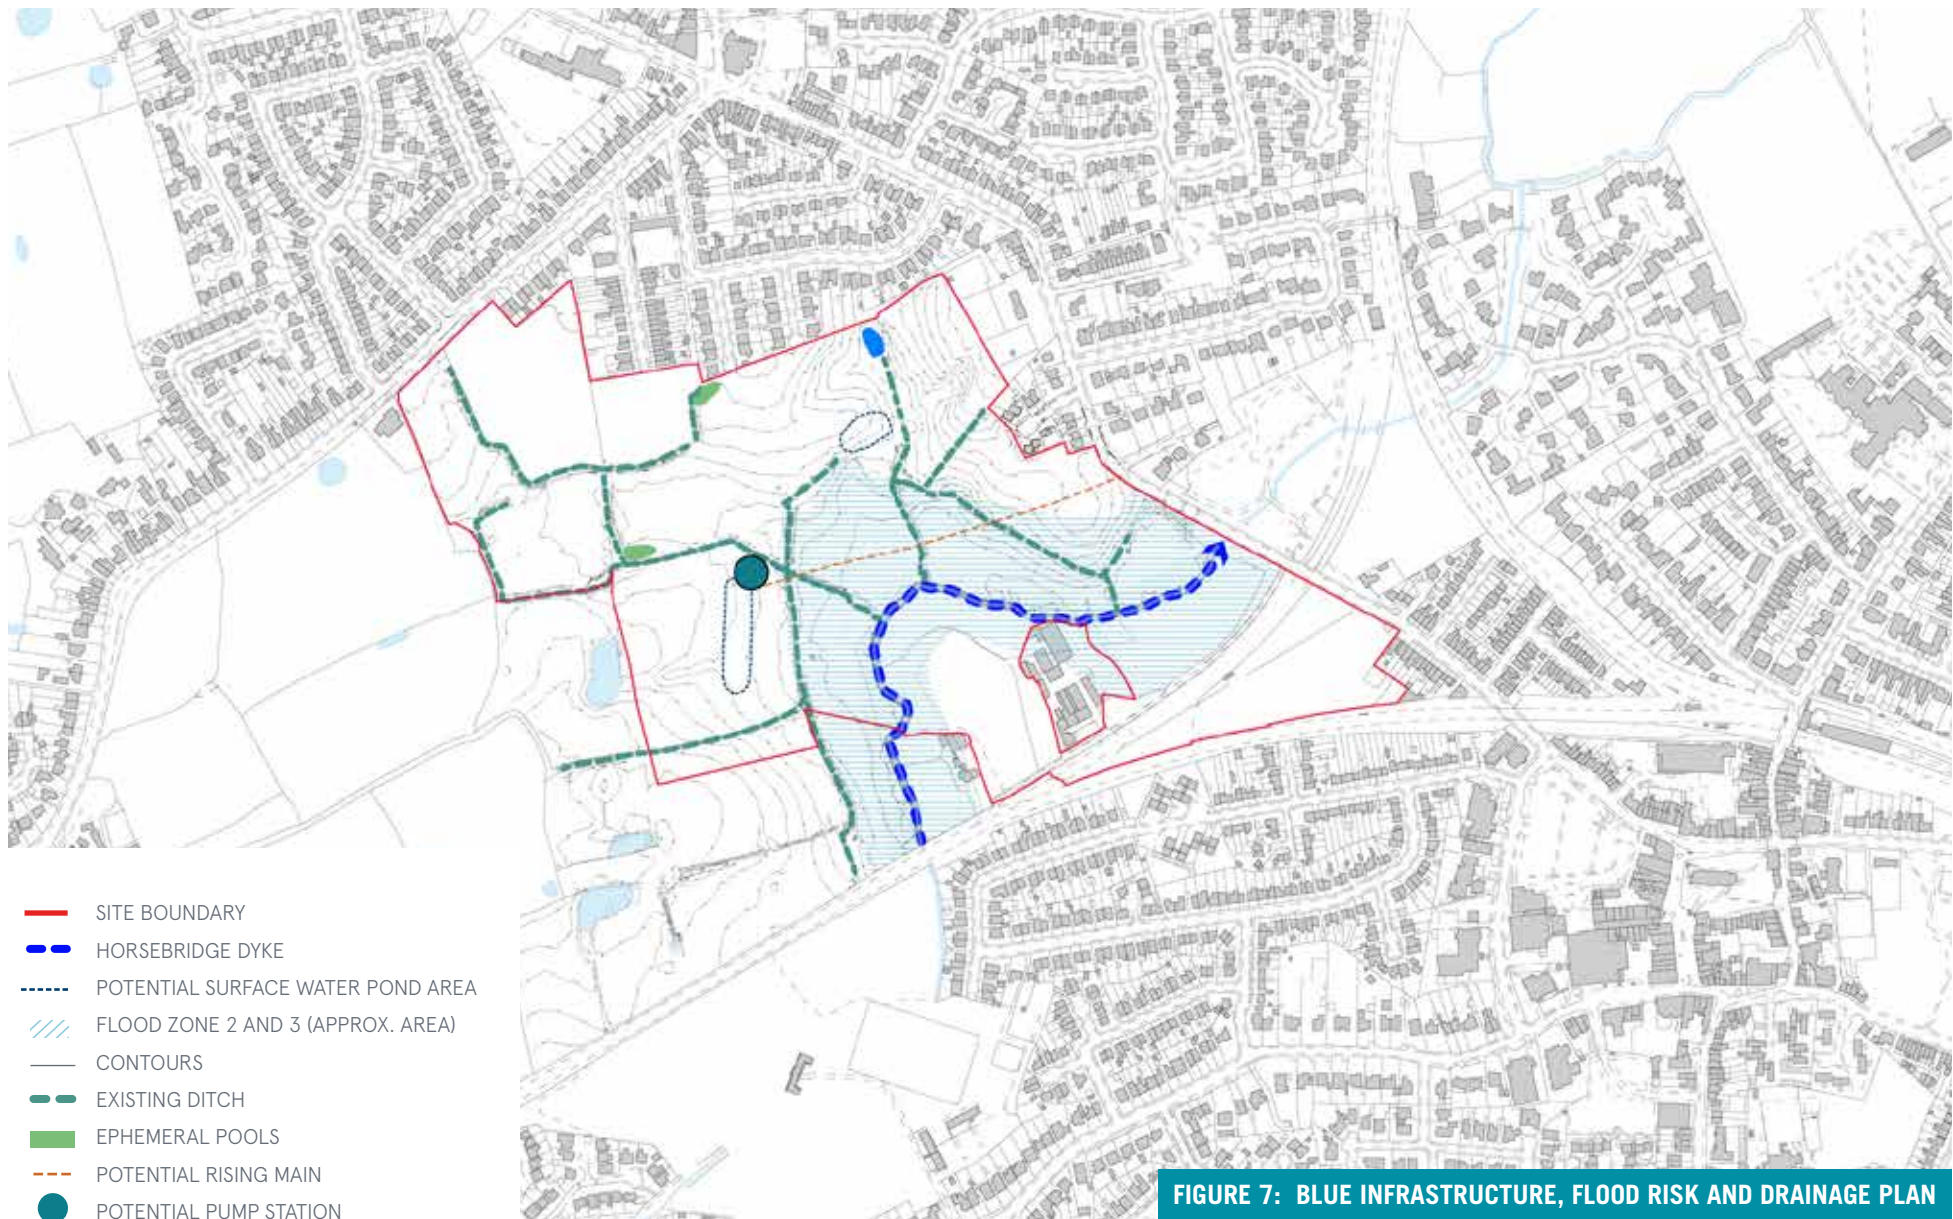 SITE BOUNDARY
HORSEBRIDGE DYKE
POTENTIAL SURFACE WATER POND AREA
FLOOD ZONE 2 AND 3 (APPROX. AREA)
CONTOURS
EXISTING DITCH
EPHEMERAL POOLS
POTENTIAL RISING MAIN
POTENTIAL PUMP STATION
FIGURE 7: BLUE INFRASTRUCTURE, FLOOD RISK AND DRAINAGE PLAN